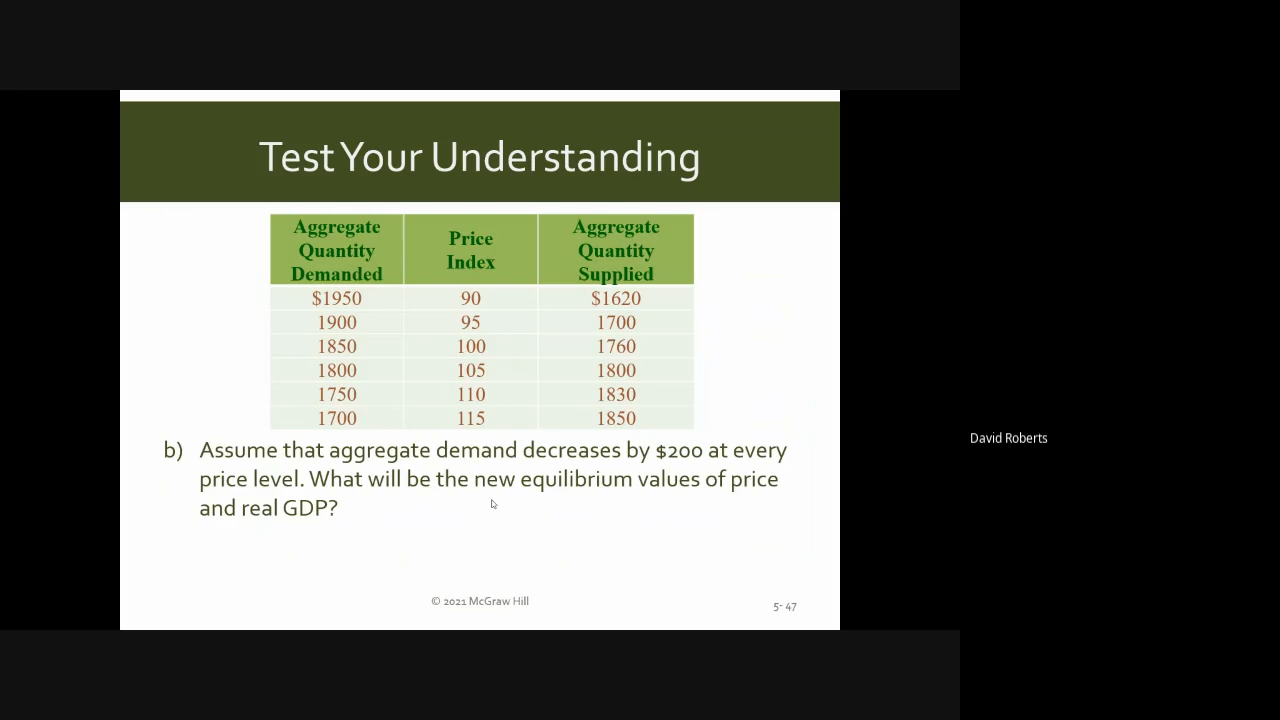 Test Your Understanding
Aggregate Quantity Demanded Price Index Aggregate Quantity Supplied
$1950 90 $1620
1900 95 1700
1850 100 1760
1800 105 1800
1750 110 1830
1700 115 1850
b) Assume that aggregate demand decreases by $200 at every
price level. What will be the new equilibrium values of price
and real GDP?
David Roberts
© 2021 McGraw Hill
5- 47